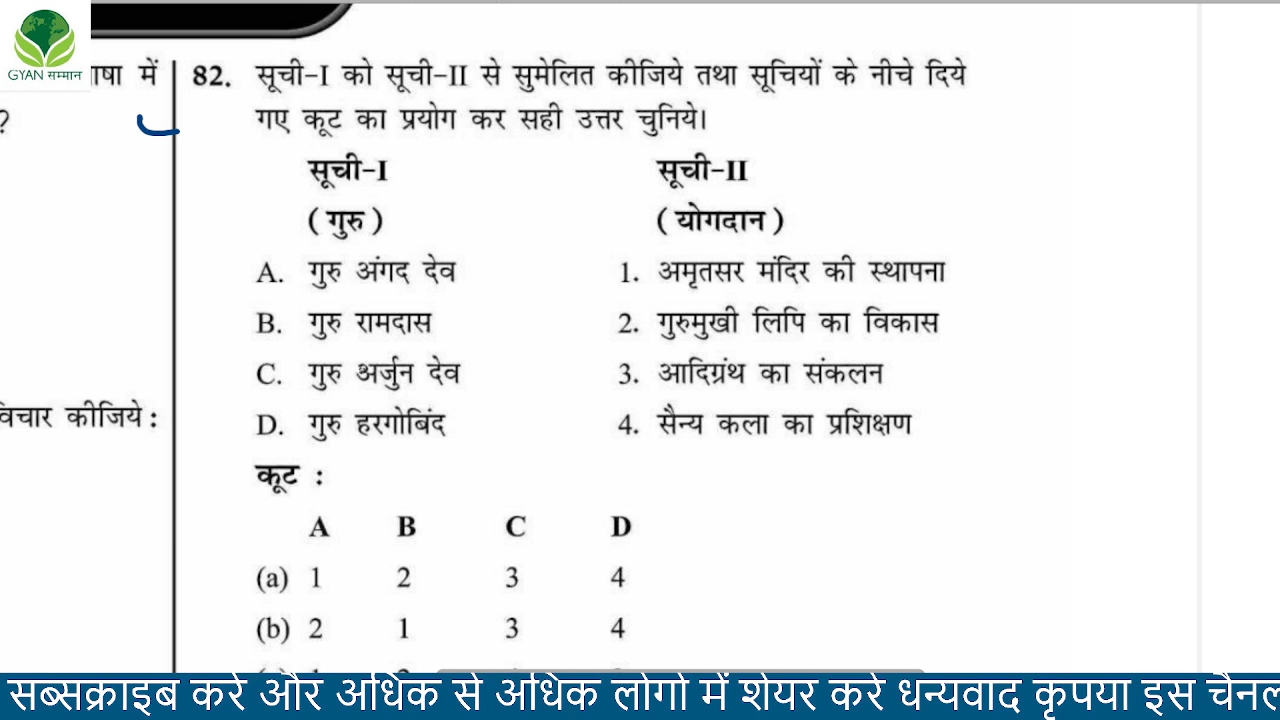 GYAN सम्मान
में
?
विचार कीजिये :
82. सूची-I को सूची-II से सुमेलित कीजिये तथा सूचियों के नीचे दिये
गए कूट का प्रयोग कर सही उत्तर चुनिये।
सूची-I सूची-II
( गुरु ) ( योगदान )
A. गुरु अंगद देव 1. अमृतसर मंदिर की स्थापना
B. गुरु रामदास 2. गुरुमुखी लिपि का विकास
C. गुरु अर्जुन देव 3. आदिग्रंथ का संकलन
D. गुरु हरगोबिंद 4. सैन्य कला का प्रशिक्षण
कूट :
A B C D
(a) 1 2 3 4
(b) 2 1 3 4
सब्सक्राइब करे और अधिक से अधिक लोगो में शेयर करे धन्यवाद कृपया इस चैनल